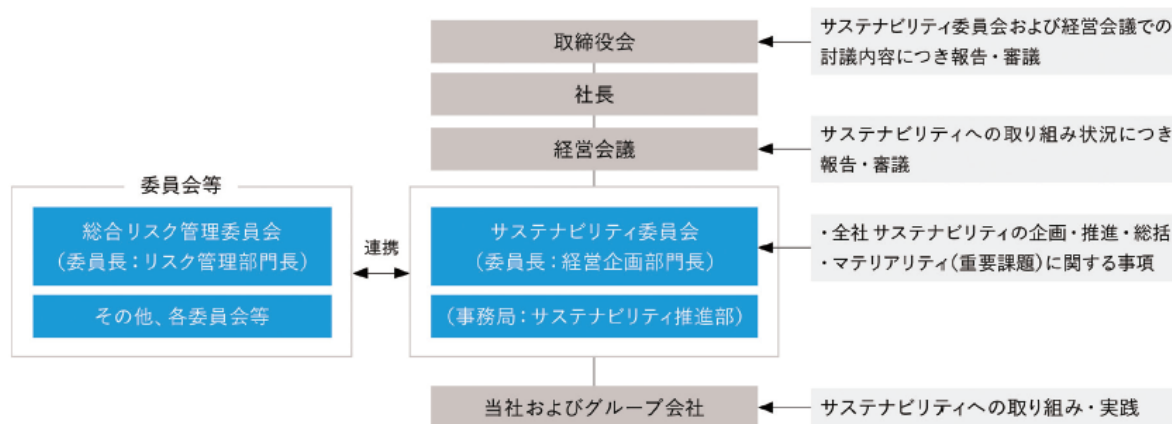 取締役会
サステナビリティ委員会および経営会議での
討議内容につき報告・審議
社長
経営会議
サステナビリティへの取り組み状況につき
報告・審議
委員会等
総合リスク管理委員会
(委員長:リスク管理部門長)
その他、各委員会等
連携
サステナビリティ委員会
(委員長:経営企画部門長)
(事務局:サステナビリティ推進部)
・全社 サステナビリティの企画・推進・総括
・マテリアリティ(重要課題)に関する事項
当社およびグループ会社
サステナビリティへの取り組み・実践